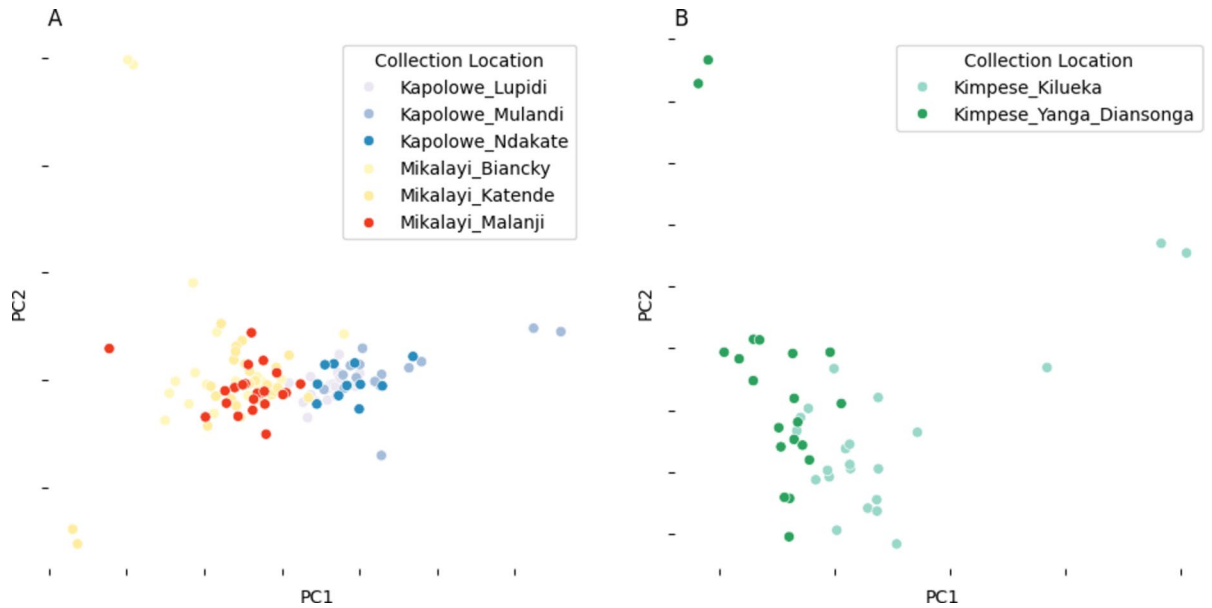 A
Collection Location
Kapolowe_Lupidi
Kapolowe_Mulandi
Kapolowe_Ndakate
Mikalayi_Biancky
Mikalayi_Katende
Mikalayi_Malanji
PC2
PC1
B
Collection Location
Kimpese_Kilueka
Kimpese_Yanga_Diansonga
PC2
PC1